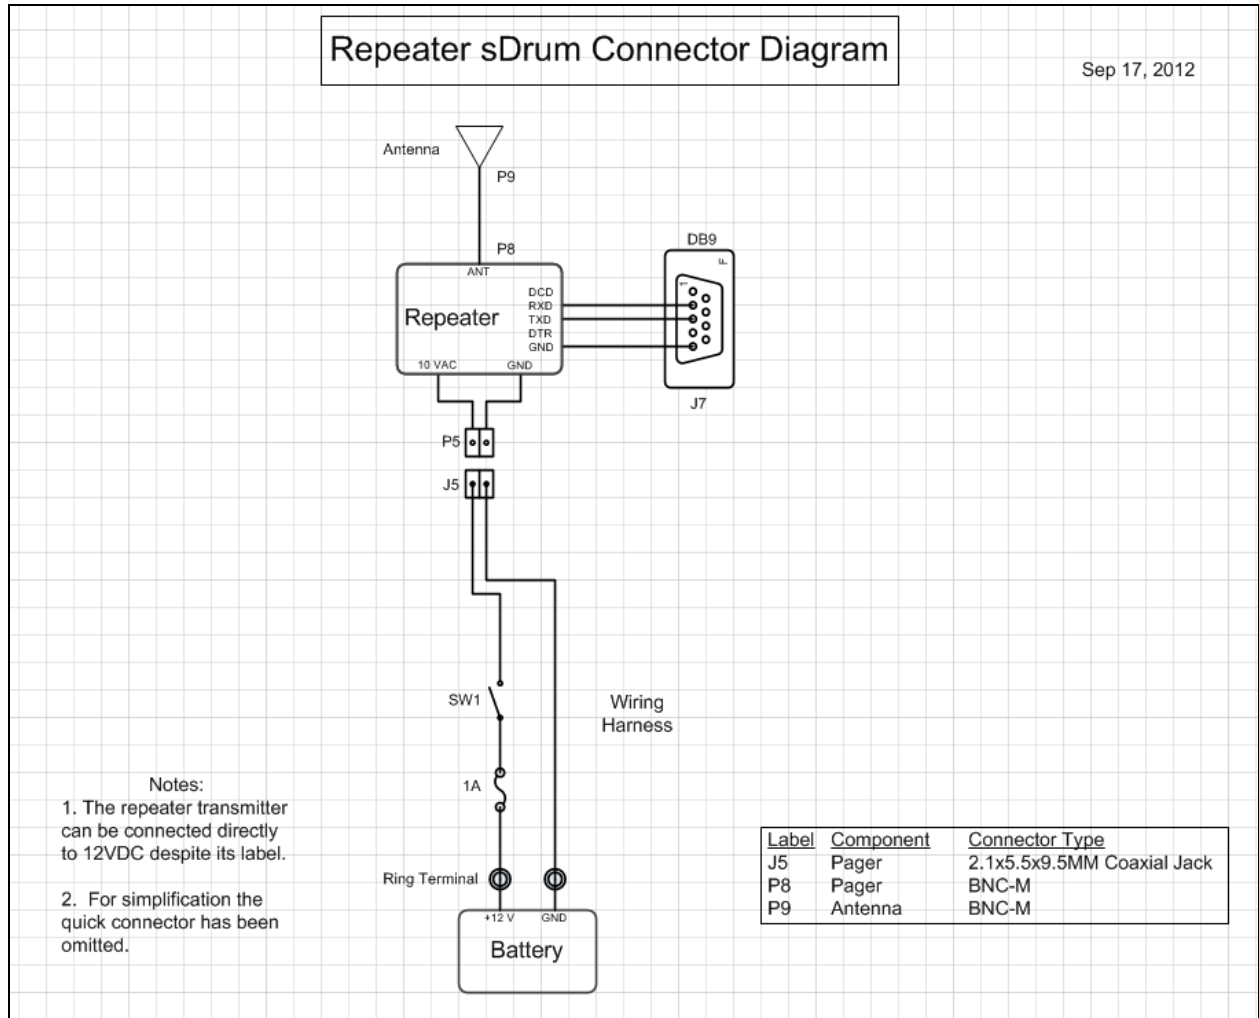 Repeater sDrum Connector Diagram
Sep 17, 2012
Antenna
P9
P8
ANT
DB9
F
1
DCD
RXD
TXD
DTR
GND
Repeater
10 VAC
GND
J7
P5
J5
SW1
Wiring
Harness
1A
Notes:
1. The repeater transmitter
can be connected directly
to 12VDC despite its label.
2. For simplification the
quick connector has been
omitted.
Ring Terminal
+12 V
GND
Battery
Label Component Connector Type
J5 Pager 2.1x5.5x9.5MM Coaxial Jack
P8 Pager BNC-M
P9 Antenna BNC-M